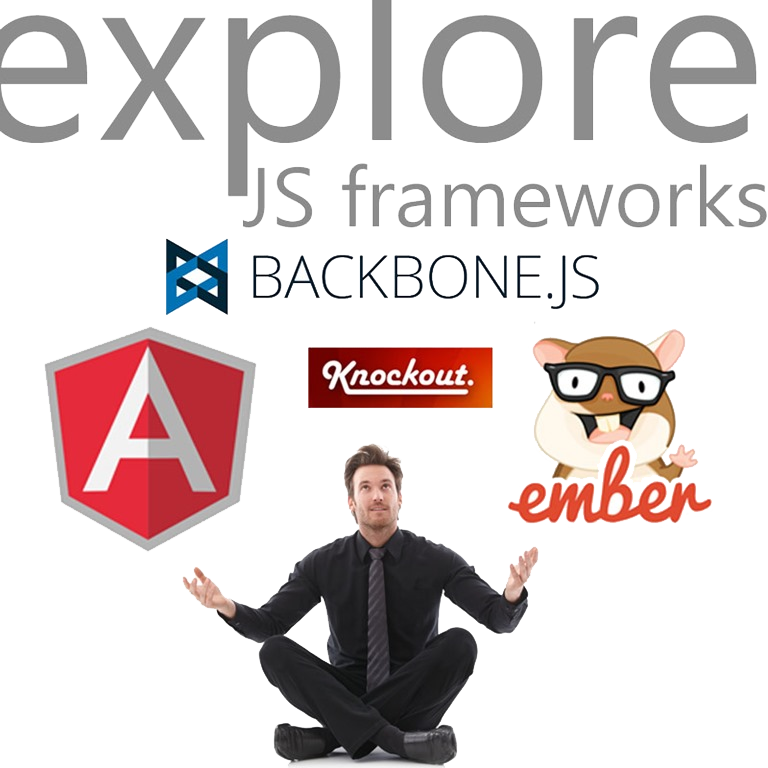 explore
JS frameworks
BACKBONE.JS
A
Knockout.
ember